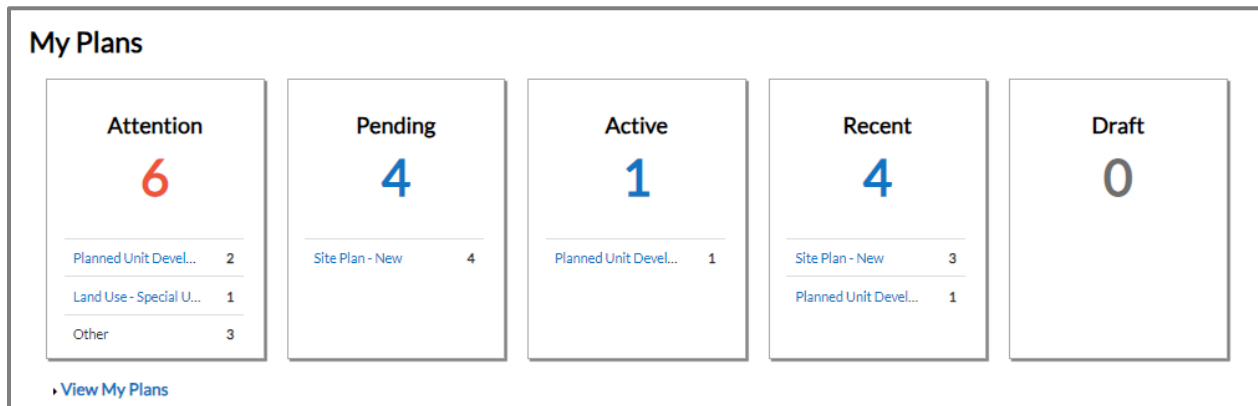 My Plans
Attention
6
Planned Unit Devel... 2
Land Use - Special U... 1
Other 3
Pending
4
Site Plan - New 4
Active
1
Planned Unit Devel... 1
Recent
4
Site Plan - New 3
Planned Unit Devel... 1
Draft
0
View My Plans